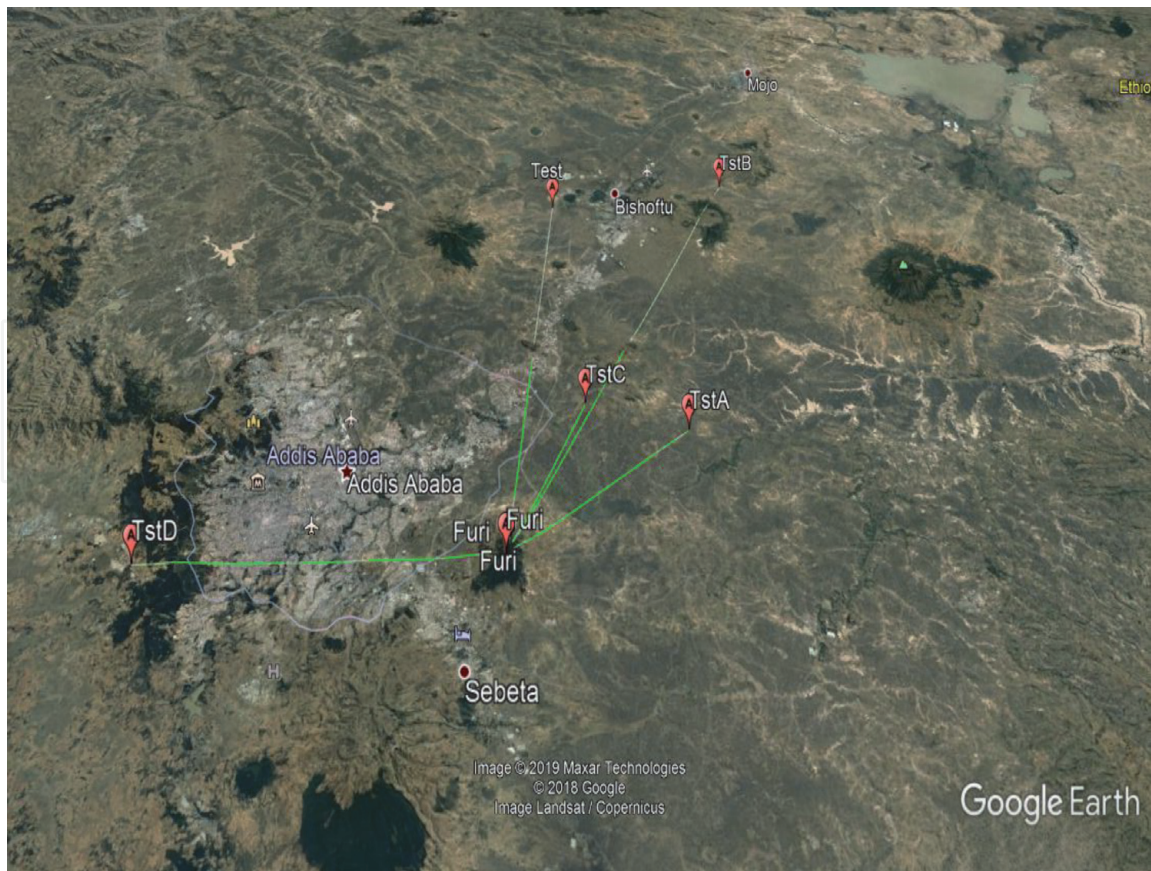 Mojo
Ethio
Test
TstB
Bishoftu
TstC
TstA
Addis Ababa
Addis Ababa
TstD
Furi
Furi
Furi
H
Sebeta
Image © 2019 Maxar Technologies
© 2018 Google
Image Landsat / Copernicus
Google Earth